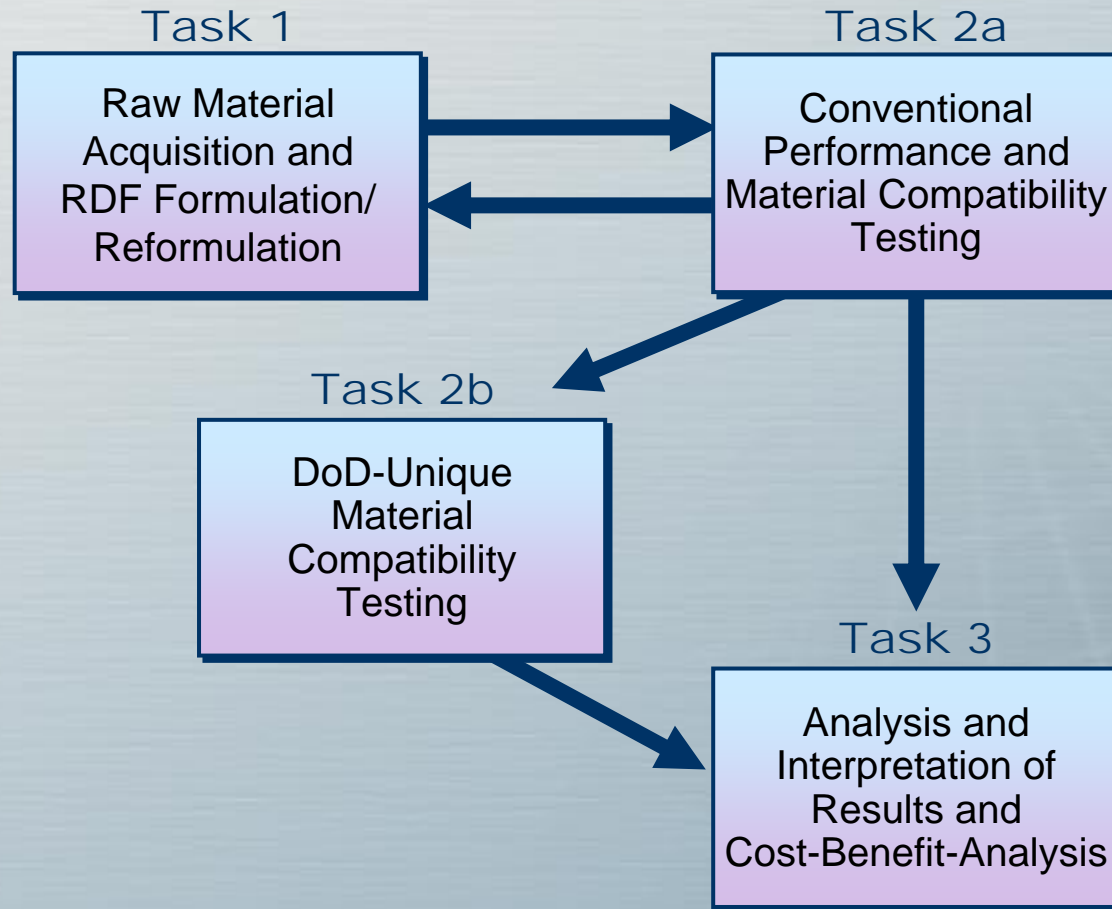 Task 1
Raw Material
Acquisition and
RDF Formulation/
Reformulation
Task 2a
Conventional
Performance and
Material Compatibility
Testing
Task 2b
DoD-Unique
Material
Compatibility
Testing
Task 3
Analysis and
Interpretation of
Results and
Cost-Benefit-Analysis